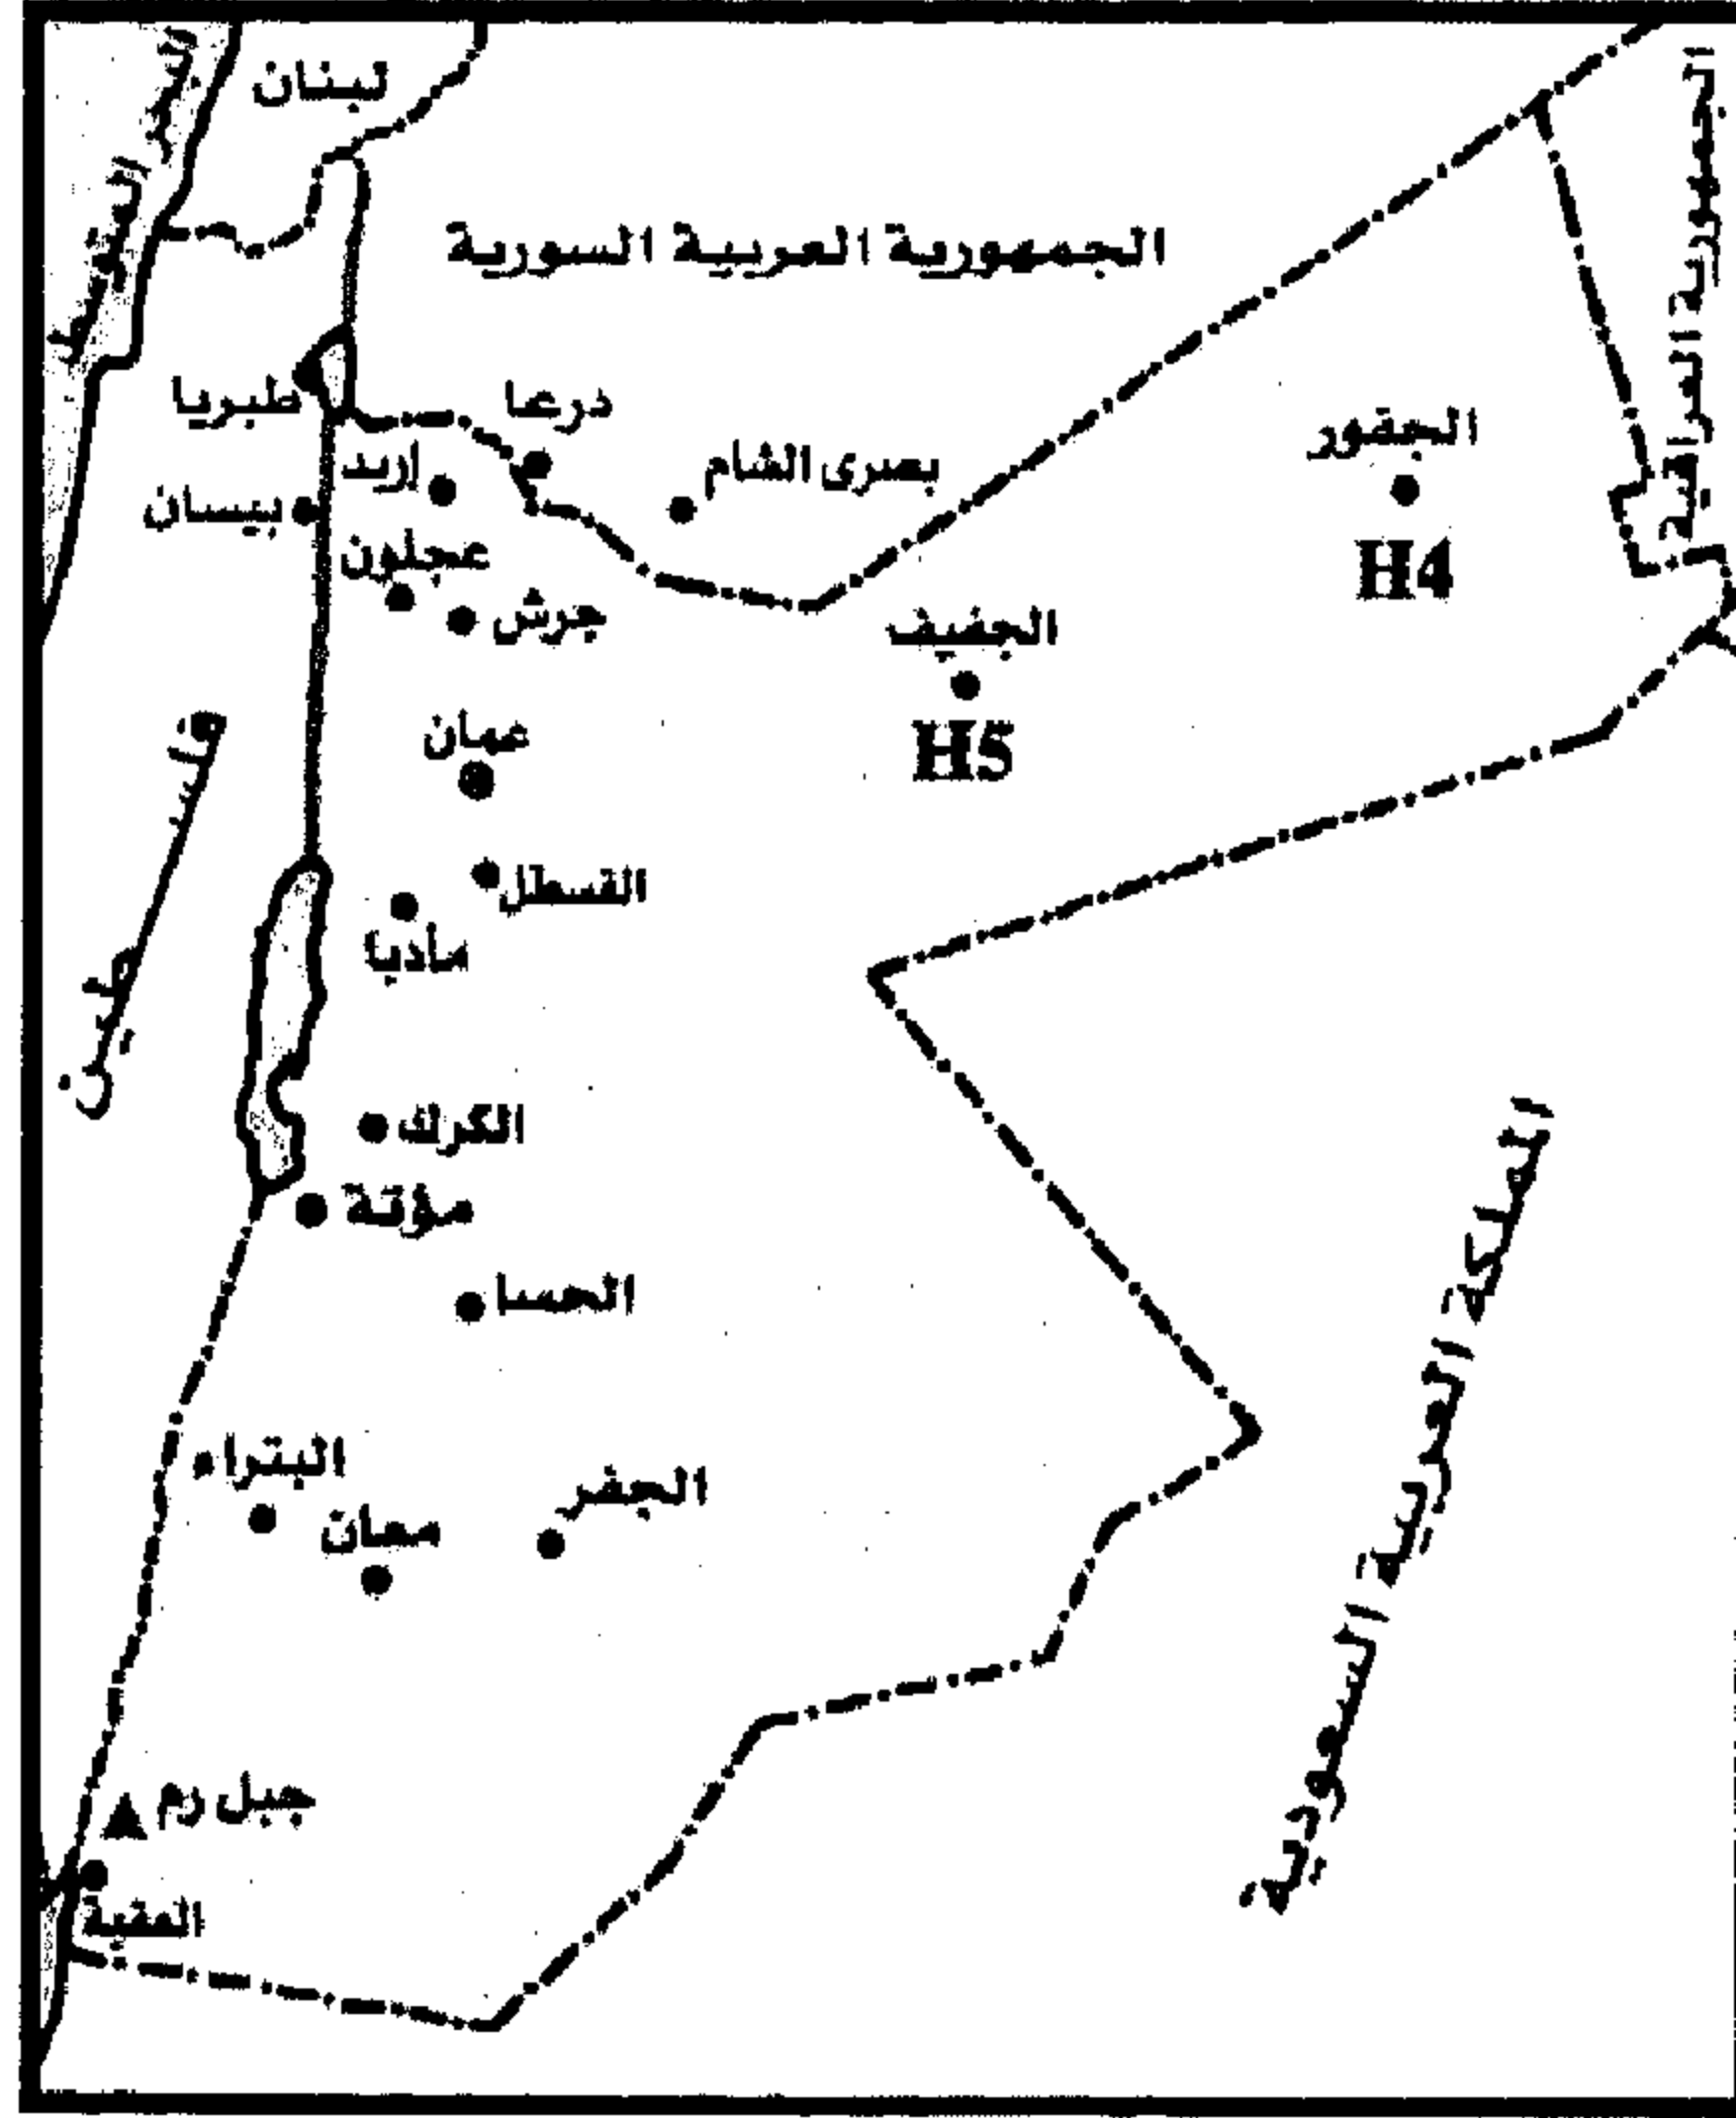 لبنان
البحر المتوسط
الجمهورية العربية السورية
الجمهورية العراقية
طبريا
درعا
بصرى الشام
الجفور
H4
اربد
بيسان
عجلون
جرش
الجفيف
H5
عمان
فلسطين
القسطل
مادبا
الكرك
مؤتة
الحسا
المملكة العربية السعودية
البتراء
الجفر
معان
جبل رم
العقبة